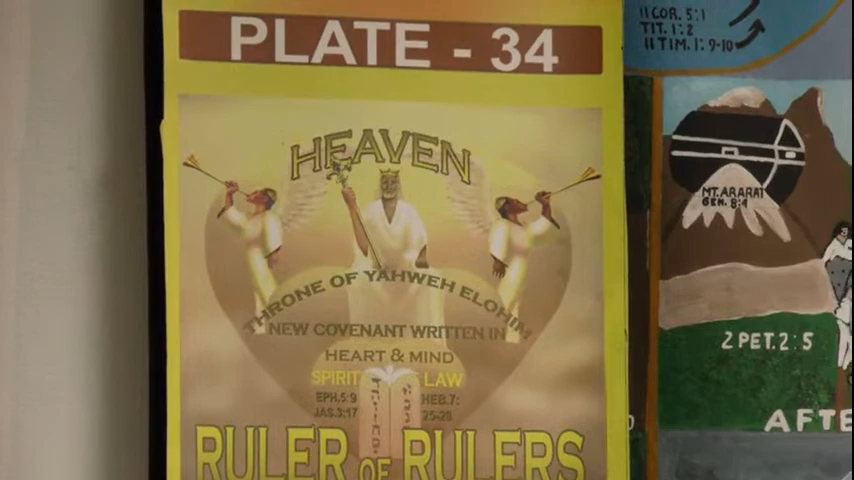 PLATE - 34
HEAVEN
THRONE OF YAHWEH ELOHIM
NEW COVENANT WRITTEN IN
HEART & MIND
SPIRIT LAW
EPH.5:9 HEB.7:
JAS.3:17 25-28
RULER OF RULERS
II COR. 5:1
TIT. 1:2
II TIM. 1:9-10
MT. ARARAT
GEN. 8:4
2 PET. 2:5
AFTE